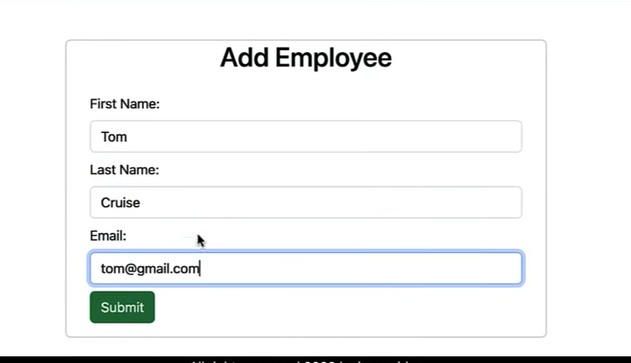 Add Employee
First Name:
Tom
Last Name:
Cruise
Email:
tom@gmail.com
Submit